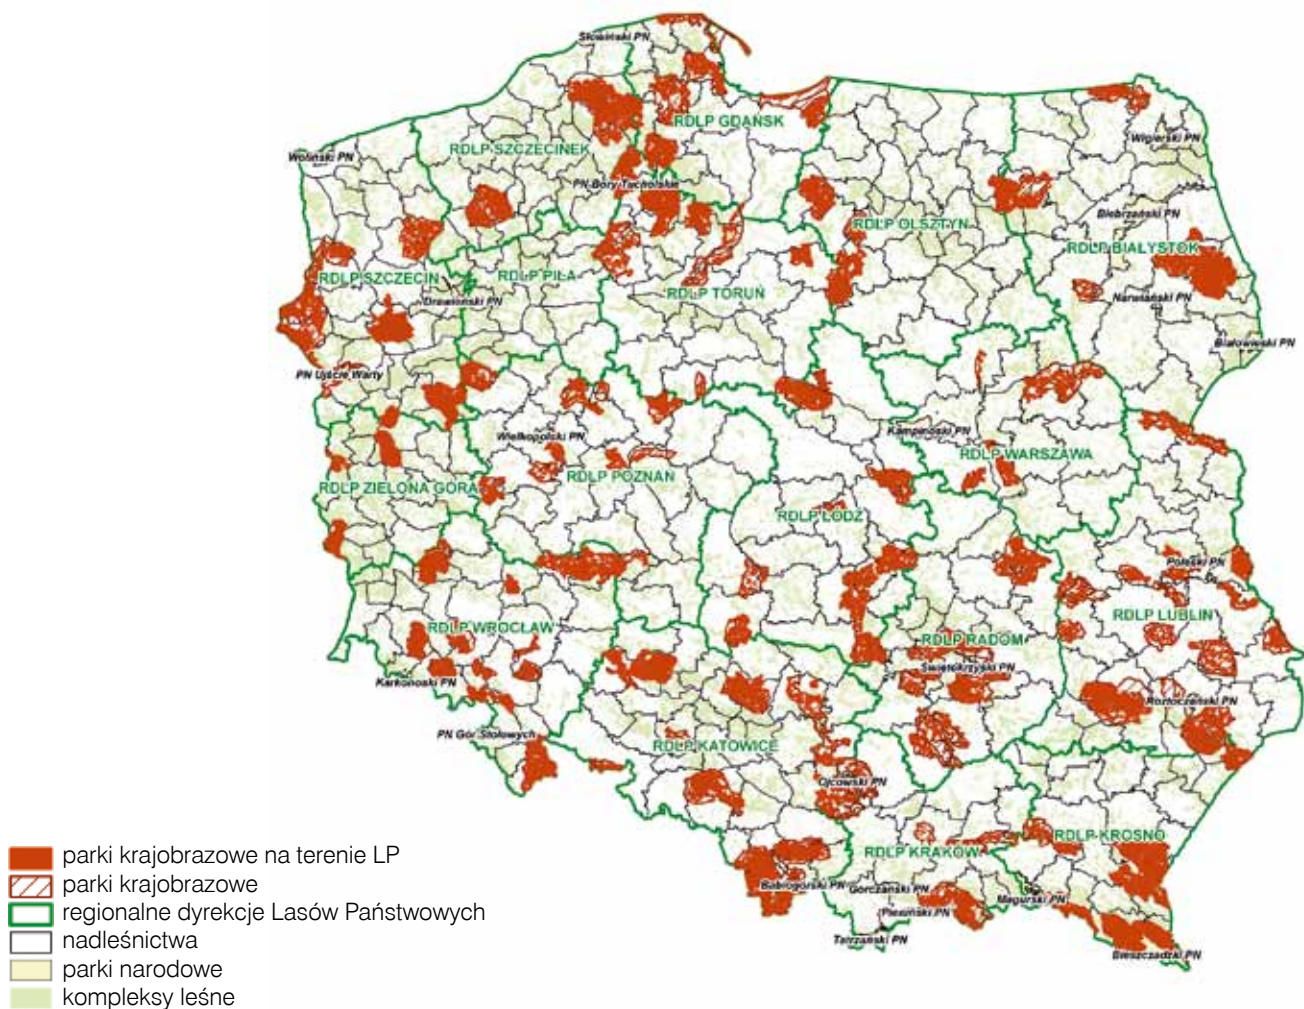 Słowiński PN
RDLP GDAŃSK
Wigierski PN
RDLP SZCZECINEK
Woliński PN
PN Bory Tucholskie
Biebrzański PN
RDLP OLSZTYN
RDLP BIAŁYSTOK
RDLP SZCZECIN
RDLP PIŁA
RDLP TORUŃ
Drawieński PN
Narwiański PN
Białowieski PN
PN Ujście Warty
Kampinoski PN
Wielkopolski PN
RDLP WARSZAWA
RDLP POZNAŃ
RDLP ZIELONA GÓRA
RDLP ŁÓDŹ
Poleski PN
RDLP LUBLIN
RDLP WROCŁAW
RDLP RADOM
Świętokrzyski PN
Karkonoski PN
Roztoczański PN
PN Gór Stołowych
RDLP KATOWICE
Ojcowski PN
RDLP KROSNO
RDLP KRAKÓW
Babiogórski PN
Gorczański PN
Magurski PN
Pieniński PN
Tatrzański PN
Bieszczadzki PN
parki krajobrazowe na terenie LP
parki krajobrazowe
regionalne dyrekcje Lasów Państwowych
nadleśnictwa
parki narodowe
kompleksy leśne